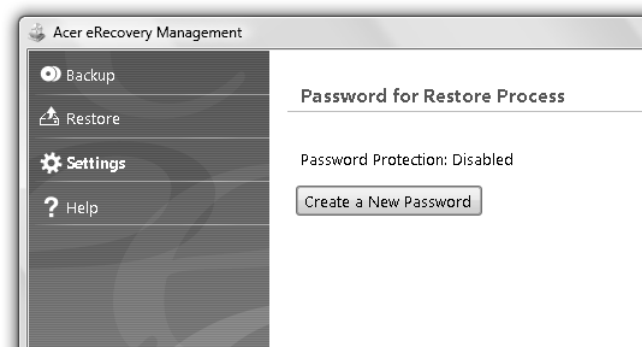 Acer eRecovery Management
Backup
Restore
Settings
? Help
Password for Restore Process
Password Protection: Disabled
Create a New Password